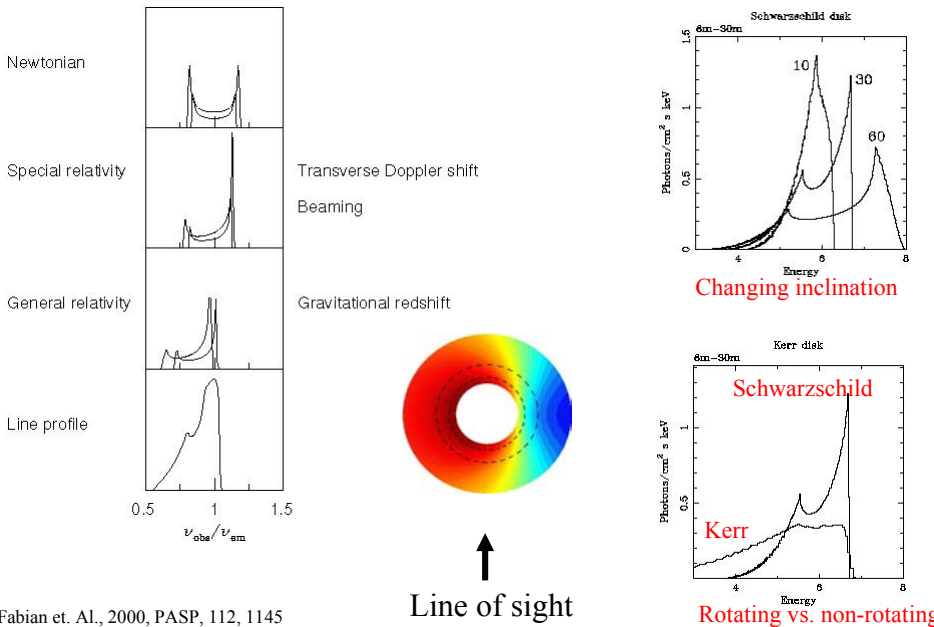 Newtonian
Special relativity
Transverse Doppler shift
Beaming
General relativity
Gravitational redshift
Line profile
0.5
1.0
1.5
ν_obs/ν_em
Line of sight
Fabian et. Al., 2000, PASP, 112, 1145
Schwarzschild disk
6m-30m
1.5
1
0.5
0
Photons/cm² s keV
10
30
60
4
6
8
Energy
Changing inclination
Kerr disk
6m-30m
Schwarzschild
Kerr
1
0.5
Photons/cm² s keV
4
6
8
Energy
Rotating vs. non-rotating